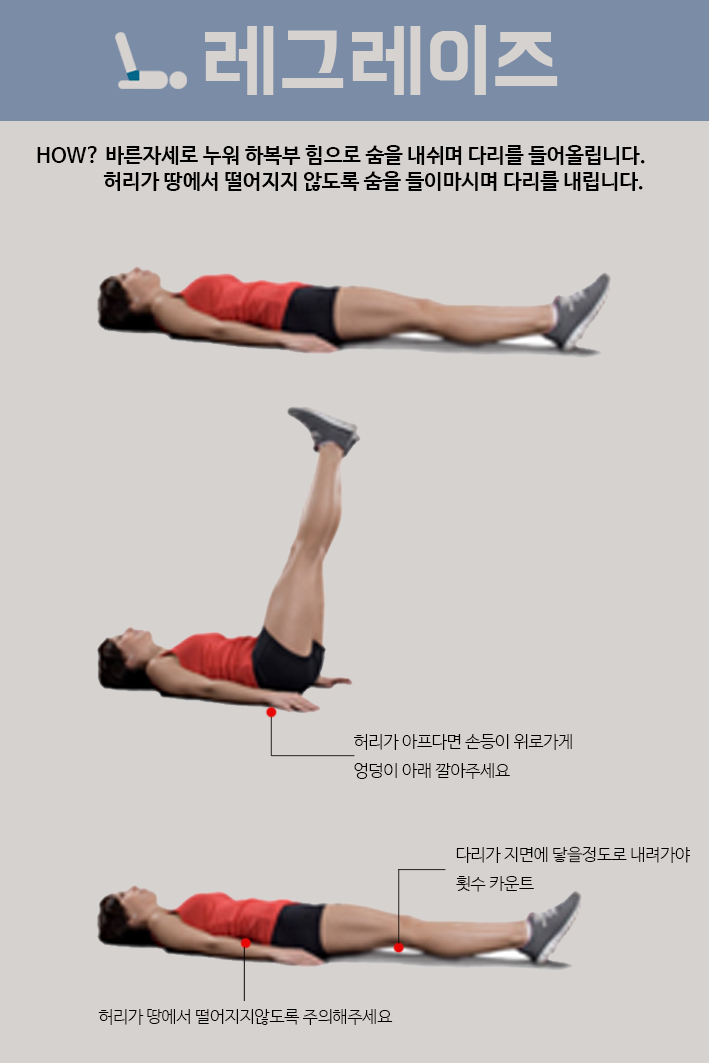 레그레이즈
HOW? 바른자세로 누워 하복부 힘으로 숨을 내쉬며 다리를 들어올립니다.
허리가 땅에서 떨어지지 않도록 숨을 들이마시며 다리를 내립니다.
허리가 아프다면 손등이 위로가게
엉덩이 아래 깔아주세요
다리가 지면에 닿을정도로 내려가야
횟수 카운트
허리가 땅에서 떨어지지않도록 주의해주세요